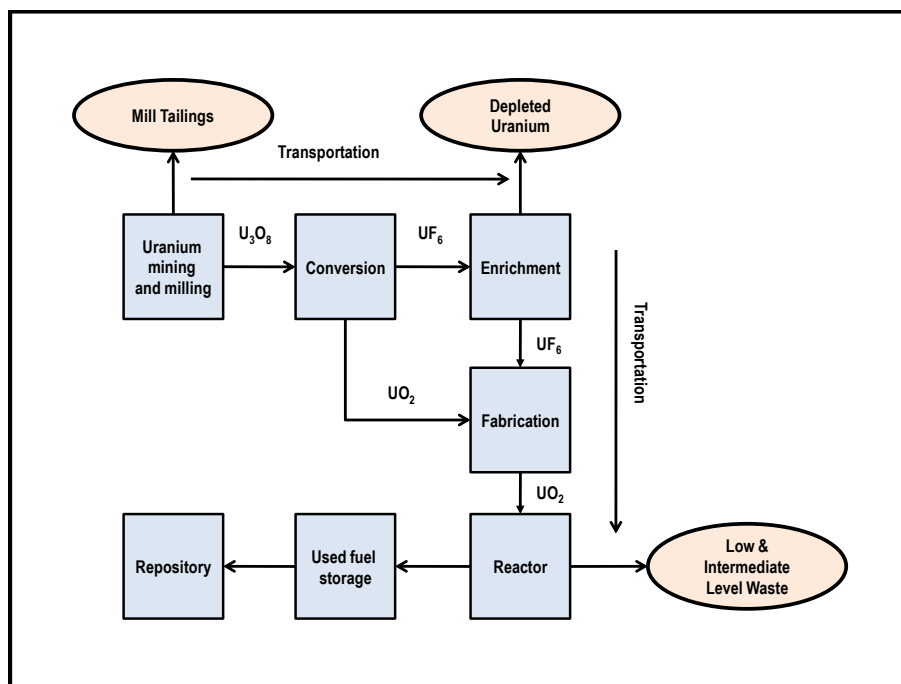 Mill Tailings
Depleted
Uranium
Transportation
U₃O₈
UF₆
Uranium
mining
and milling
Conversion
Enrichment
Transportation
UF₆
UO₂
Fabrication
UO₂
Repository
Used fuel
storage
Reactor
Low &
Intermediate
Level Waste